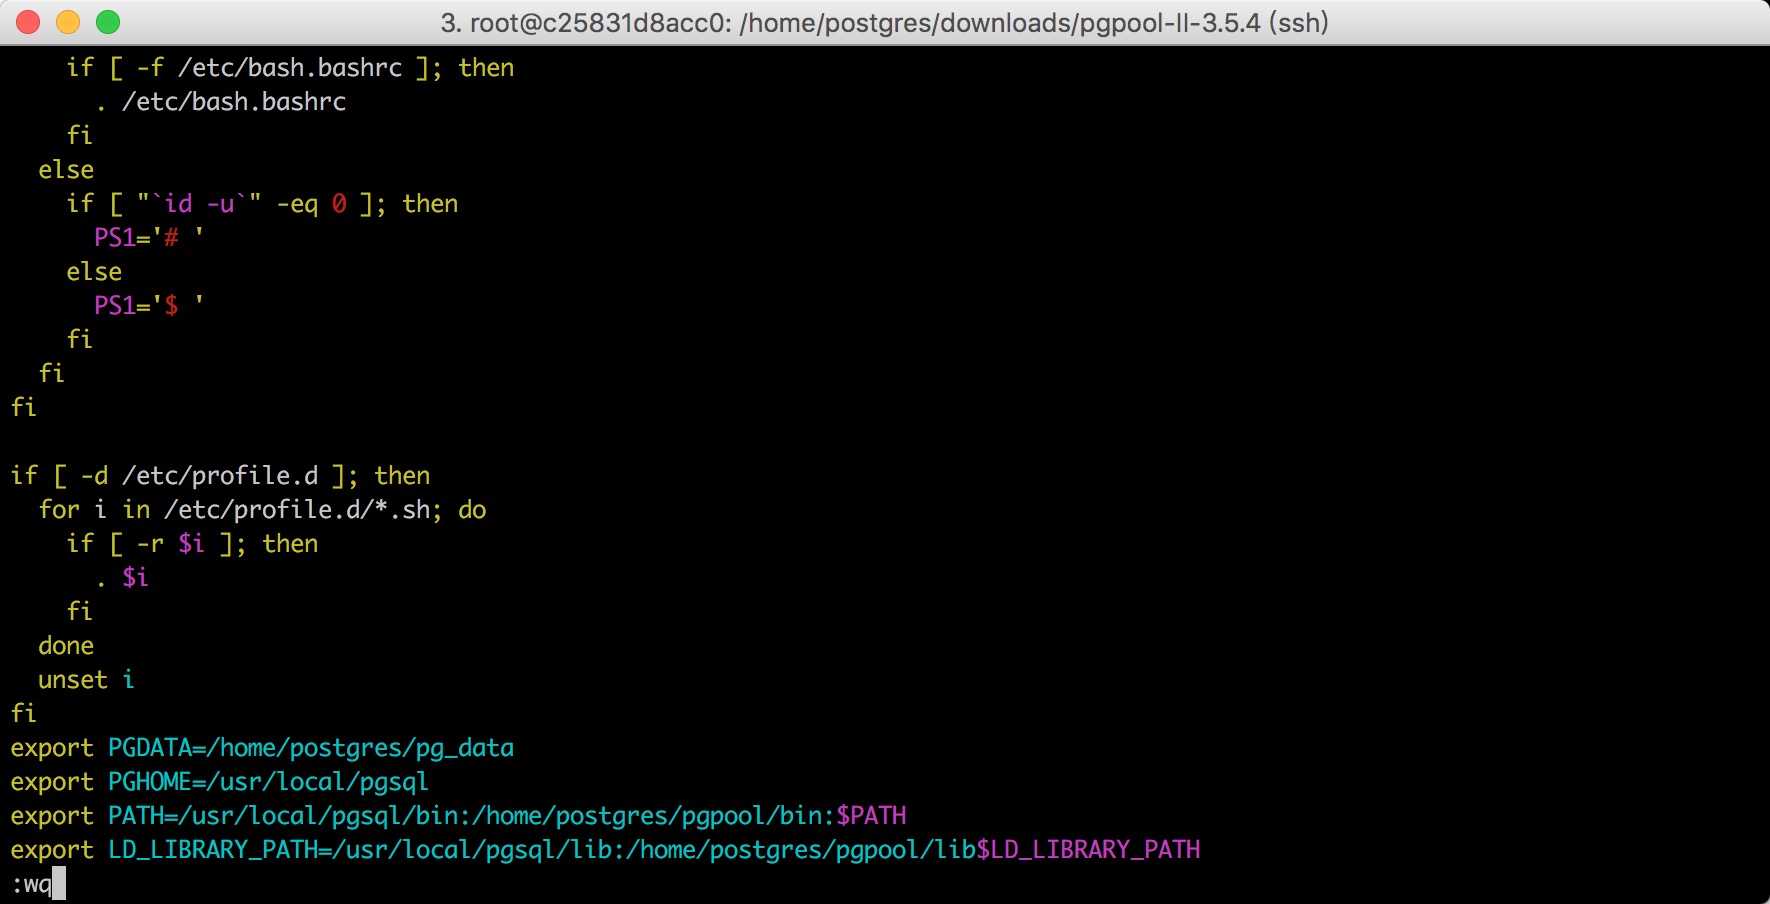 3. root@c25831d8acc0: /home/postgres/downloads/pgpool-II-3.5.4 (ssh)
    if [ -f /etc/bash.bashrc ]; then
      . /etc/bash.bashrc
    fi
  else
    if [ "`id -u`" -eq 0 ]; then
      PS1='# '
    else
      PS1='$ '
    fi
  fi
fi

if [ -d /etc/profile.d ]; then
  for i in /etc/profile.d/*.sh; do
    if [ -r $i ]; then
      . $i
    fi
  done
  unset i
fi
export PGDATA=/home/postgres/pg_data
export PGHOME=/usr/local/pgsql
export PATH=/usr/local/pgsql/bin:/home/postgres/pgpool/bin:$PATH
export LD_LIBRARY_PATH=/usr/local/pgsql/lib:/home/postgres/pgpool/lib$LD_LIBRARY_PATH
:wq